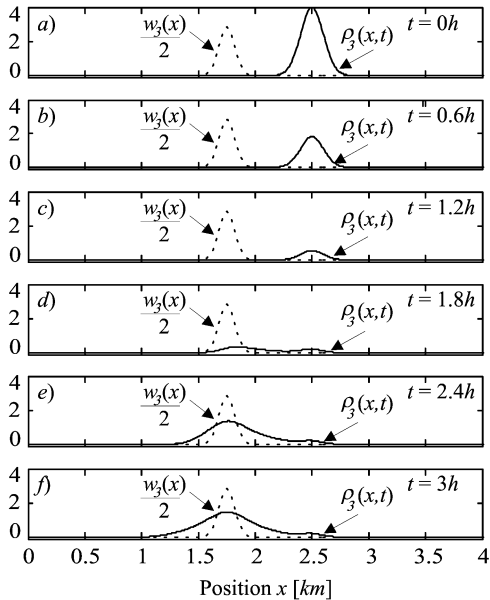 4 a) w₃(x)/2 ρ₃(x,t) t = 0h
2
0
4 b) w₃(x)/2 ρ₃(x,t) t = 0.6h
2
0
4 c) w₃(x)/2 ρ₃(x,t) t = 1.2h
2
0
4 d) w₃(x)/2 ρ₃(x,t) t = 1.8h
2
0
4 e) w₃(x)/2 ρ₃(x,t) t = 2.4h
2
0
4 f) w₃(x)/2 ρ₃(x,t) t = 3h
2
0
0 0.5 1 1.5 2 2.5 3 3.5 4
Position x [km]